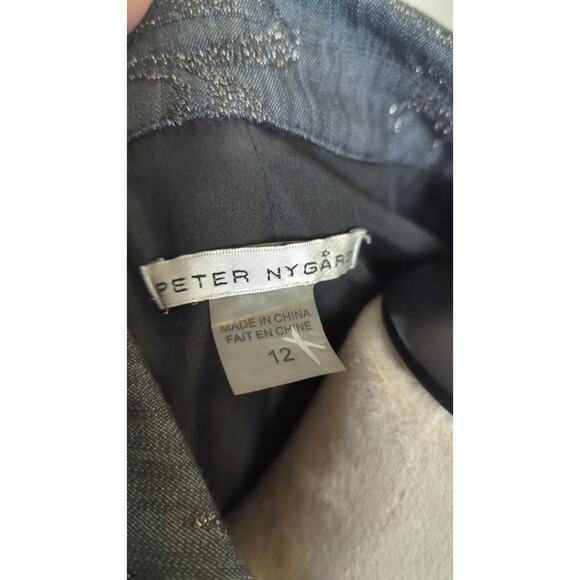 PETER NYGÅRD
MADE IN CHINA
FAIT EN CHINE
12